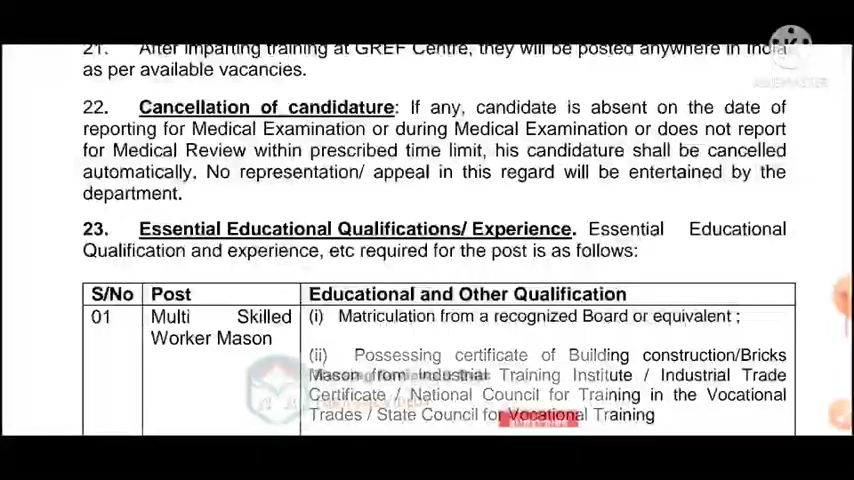 21. After imparting training at GREF Centre, they will be posted anywhere in India
as per available vacancies.
22. Cancellation of candidature: If any, candidate is absent on the date of
reporting for Medical Examination or during Medical Examination or does not report
for Medical Review within prescribed time limit, his candidature shall be cancelled
automatically. No representation/ appeal in this regard will be entertained by the
department.
23. Essential Educational Qualifications/ Experience. Essential Educational
Qualification and experience, etc required for the post is as follows:
S/No Post Educational and Other Qualification
01 Multi Skilled (i) Matriculation from a recognized Board or equivalent ;
Worker Mason
(ii) Possessing certificate of Building construction/Bricks
Mason from Industrial Training Institute / Industrial Trade
Certificate / National Council for Training in the Vocational
Trades / State Council for Vocational Training
SUBSCRIBE
KINEMASTER